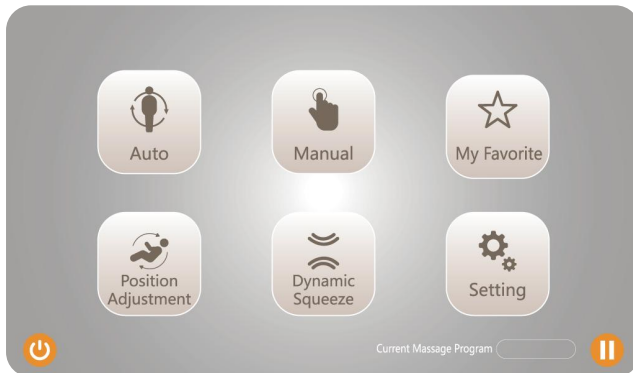 Auto
Manual
My Favorite
Position
Adjustment
Dynamic
Squeeze
Setting
Current Massage Program